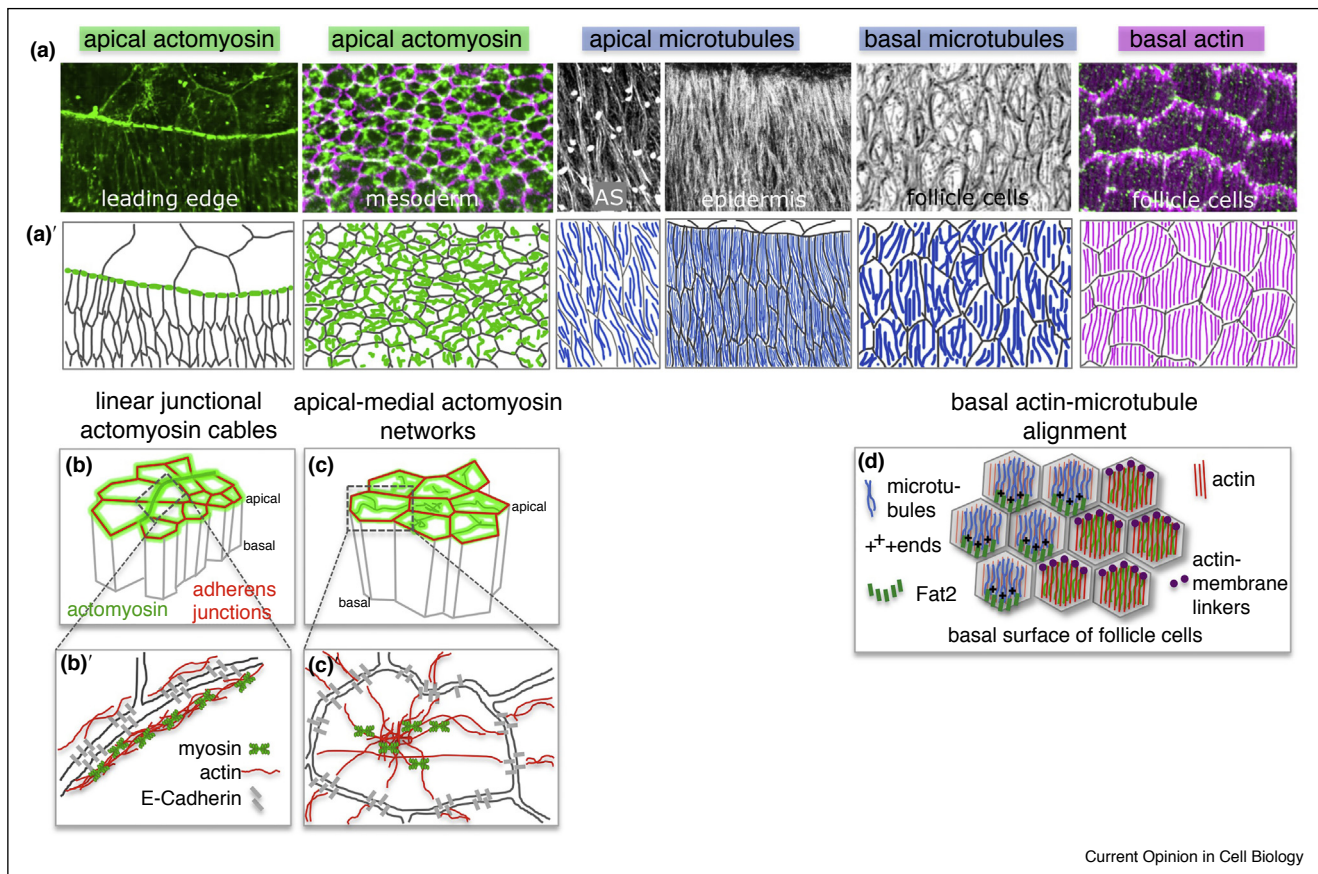 (a)
apical actomyosin
apical actomyosin
apical microtubules
basal microtubules
basal actin
leading edge
mesoderm
AS
epidermis
follicle cells
follicle cells
(a)′
linear junctional
actomyosin cables
apical-medial actomyosin
networks
basal actin-microtubule
alignment
(b)
apical
basal
actomyosin
adherens
junctions
(c)
apical
basal
(d)
microtu-
bules
+++ends
Fat2
actin
actin-
membrane
linkers
basal surface of follicle cells
(b)′
myosin
actin
E-Cadherin
(c)′
Current Opinion in Cell Biology